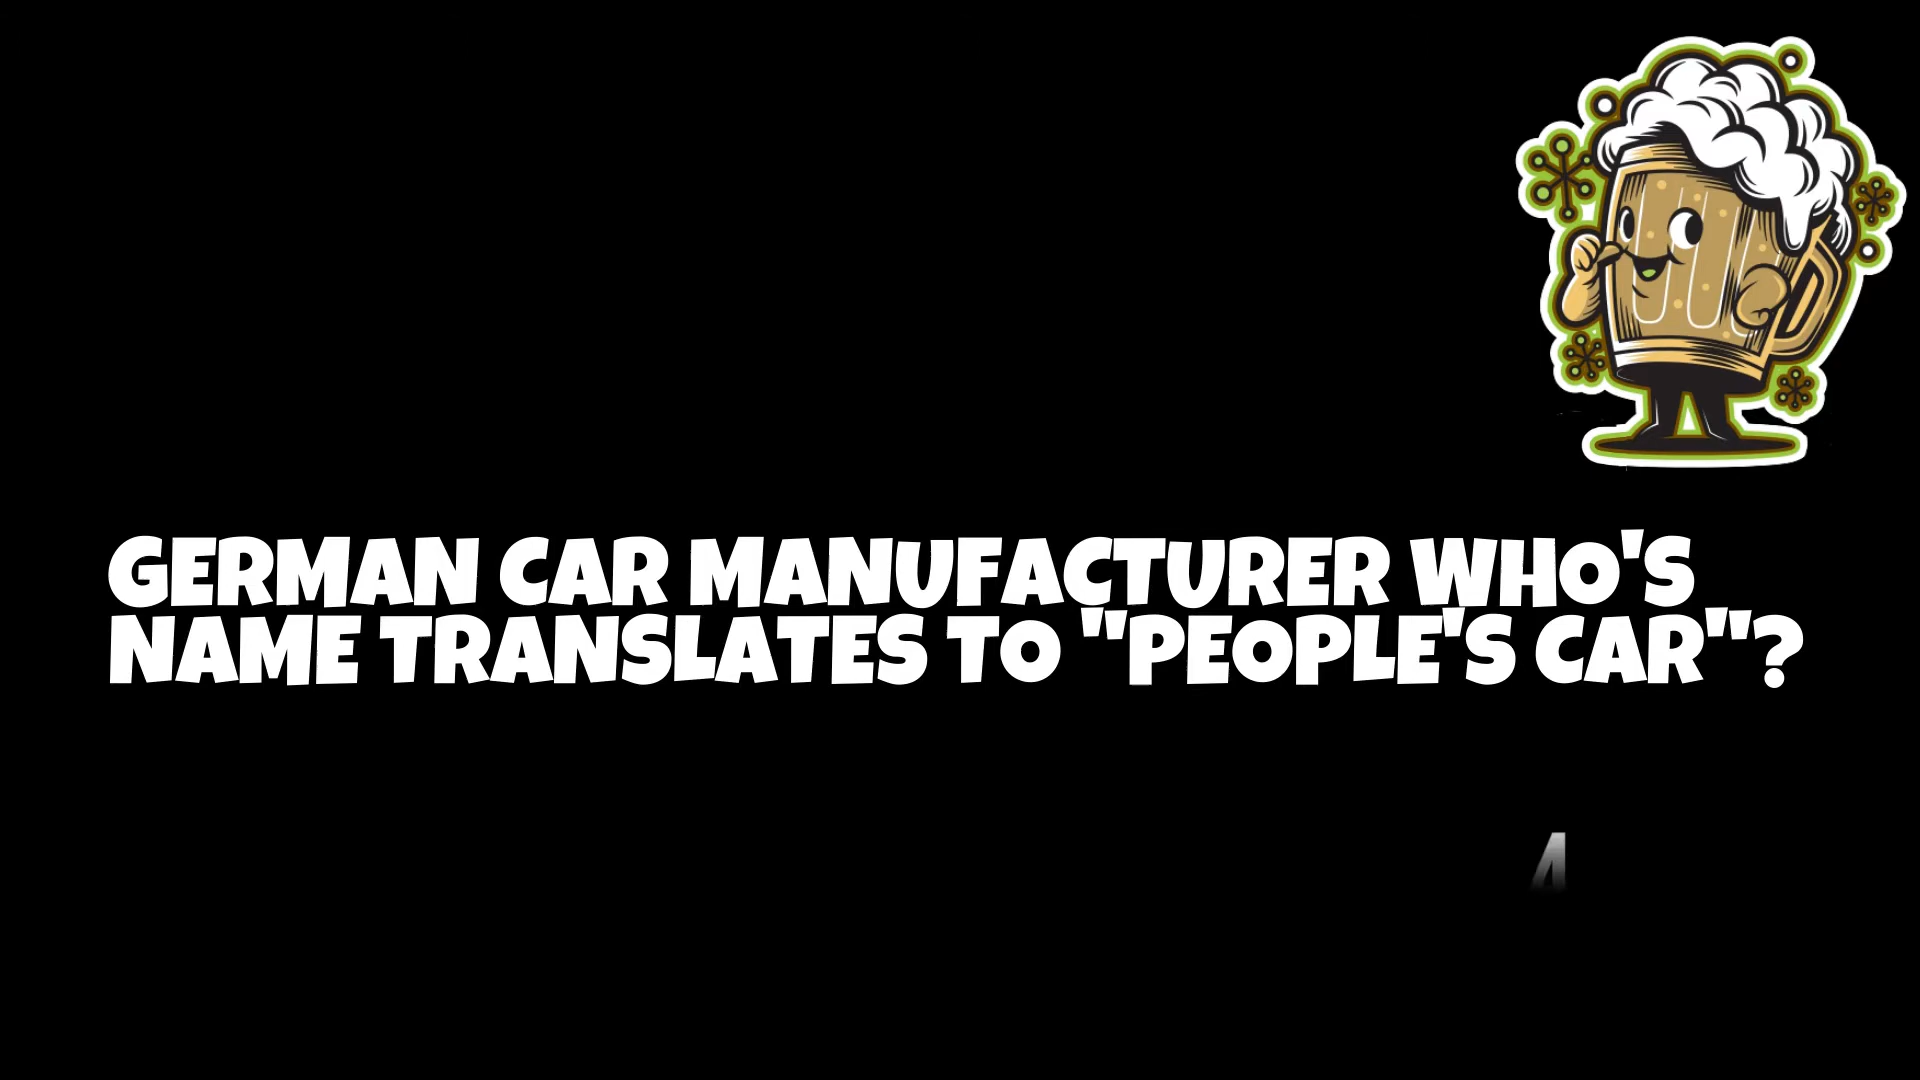 GERMAN CAR MANUFACTURER WHO'S
NAME TRANSLATES TO "PEOPLE'S CAR"?
4